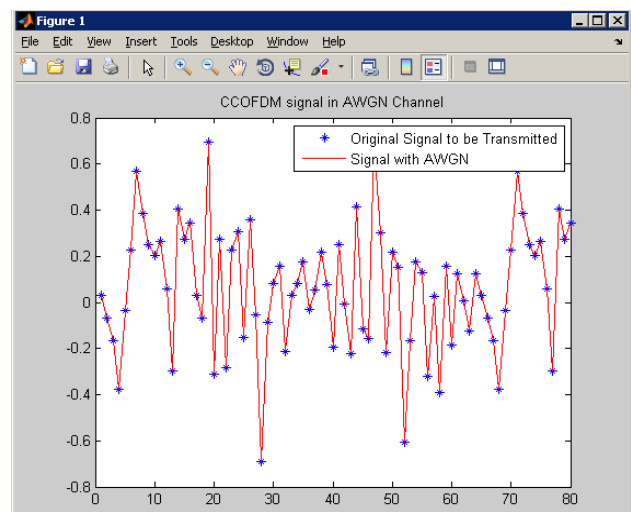 Figure 1
File Edit View Insert Tools Desktop Window Help
CCOFDM signal in AWGN Channel
Original Signal to be Transmitted
Signal with AWGN
0.8
0.6
0.4
0.2
0
-0.2
-0.4
-0.6
-0.8
0 10 20 30 40 50 60 70 80